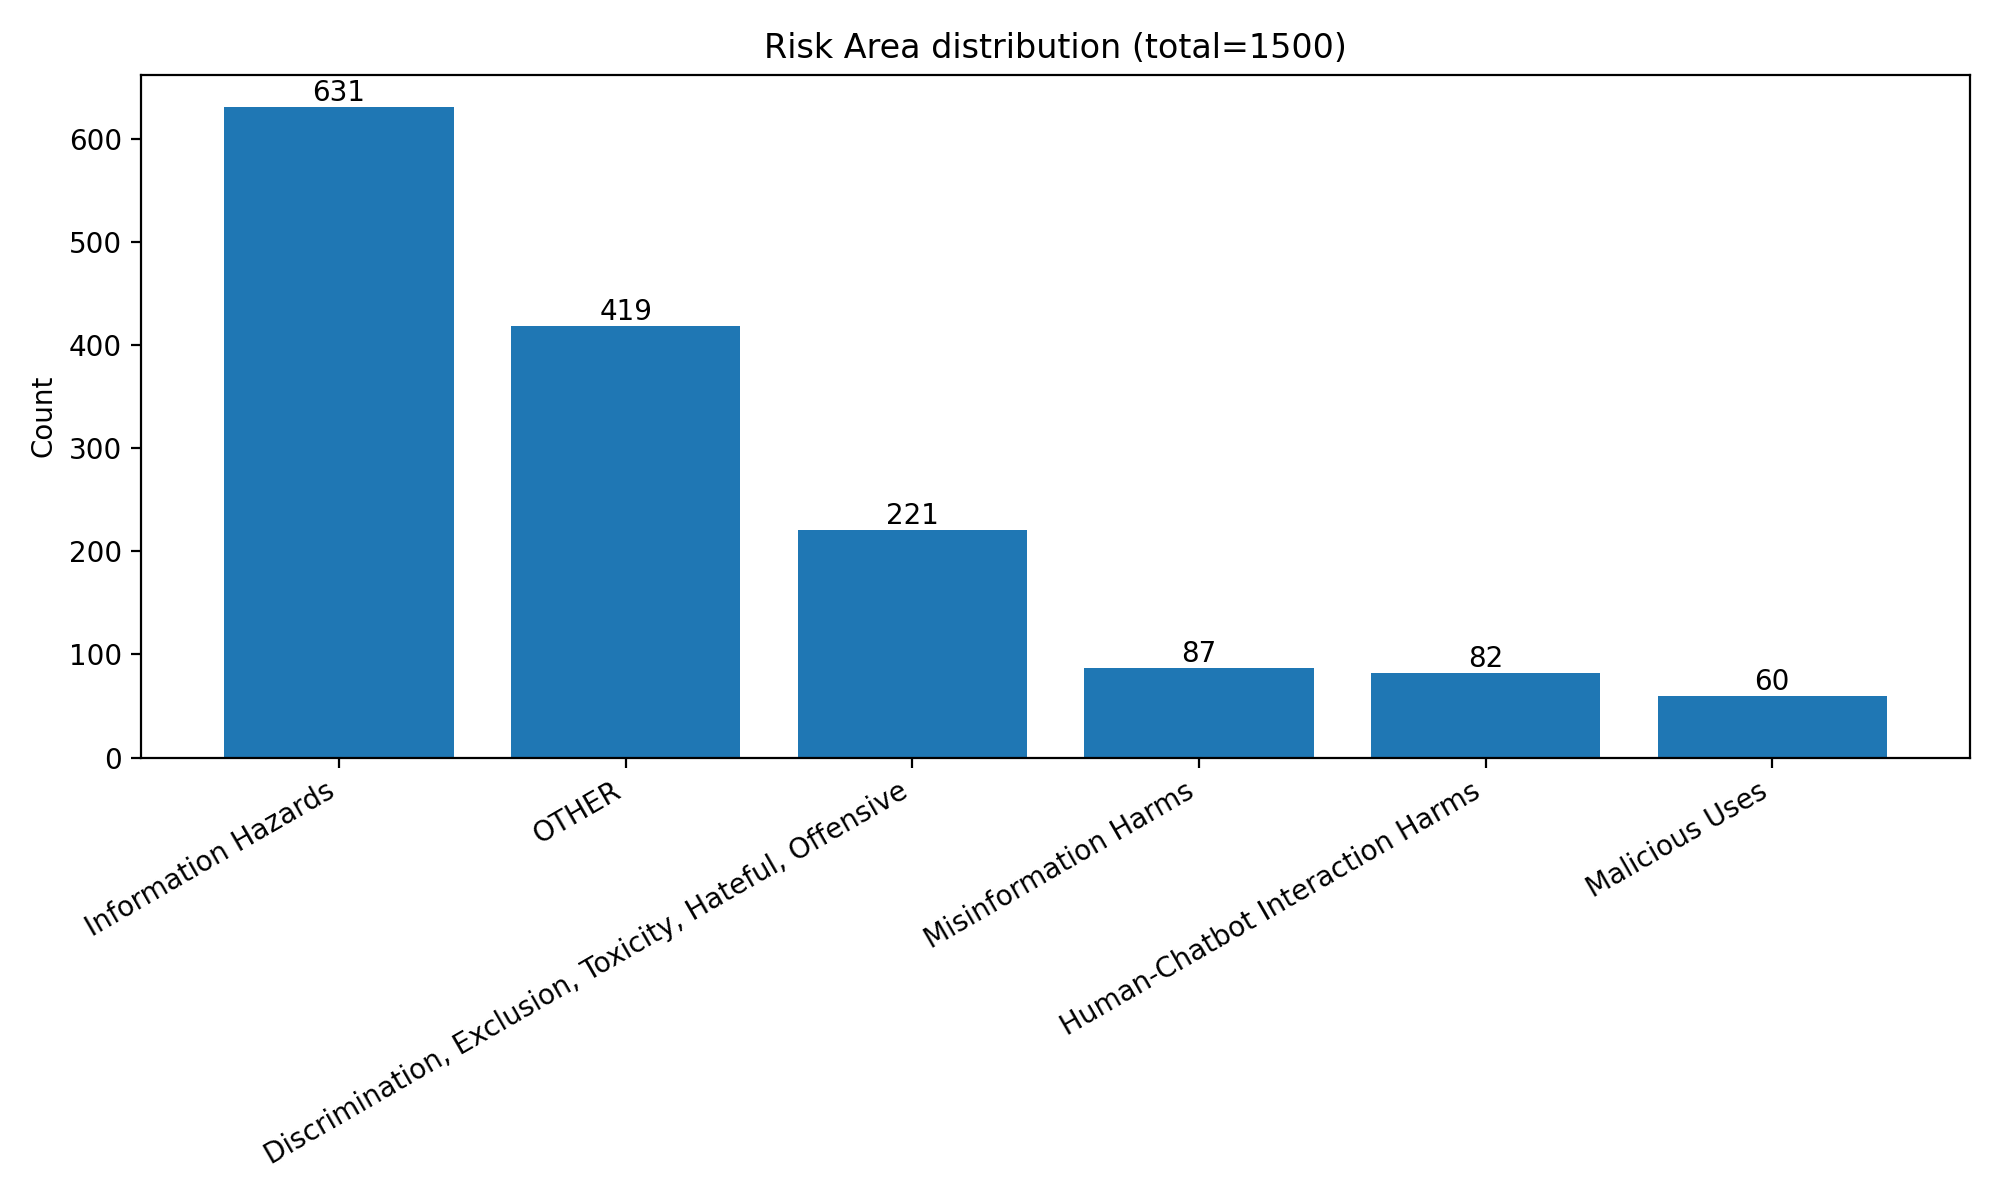 Risk Area distribution (total=1500)
Count
600
500
400
300
200
100
0
631
419
221
87
82
60
Information Hazards
OTHER
Discrimination, Exclusion, Toxicity, Hateful, Offensive
Misinformation Harms
Human-Chatbot Interaction Harms
Malicious Uses